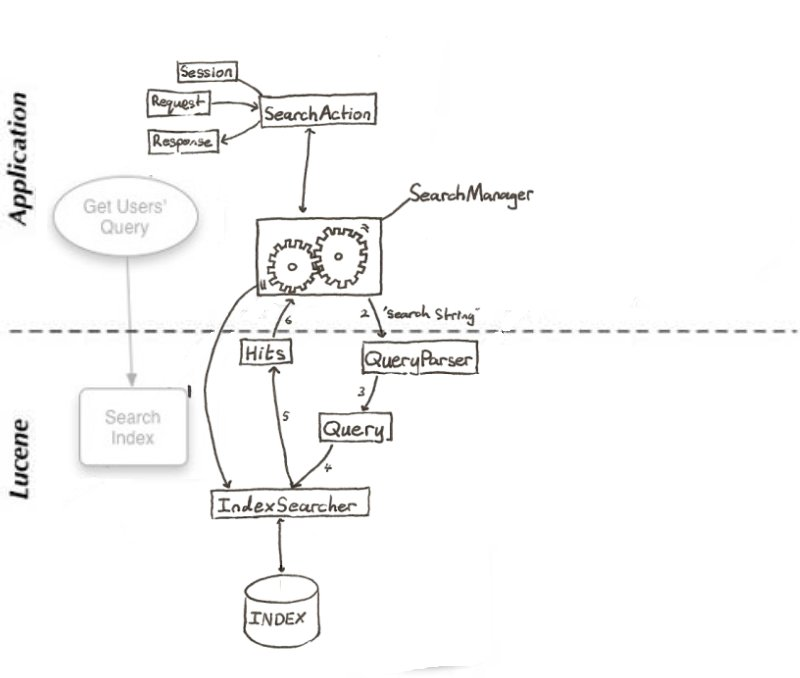 Application
Session
Request
SearchAction
Response
Get Users'
Query
SearchManager
2 "search String"
6
Hits
QueryParser
3
1
Search
Index
5
Query
4
Lucene
IndexSearcher
INDEX